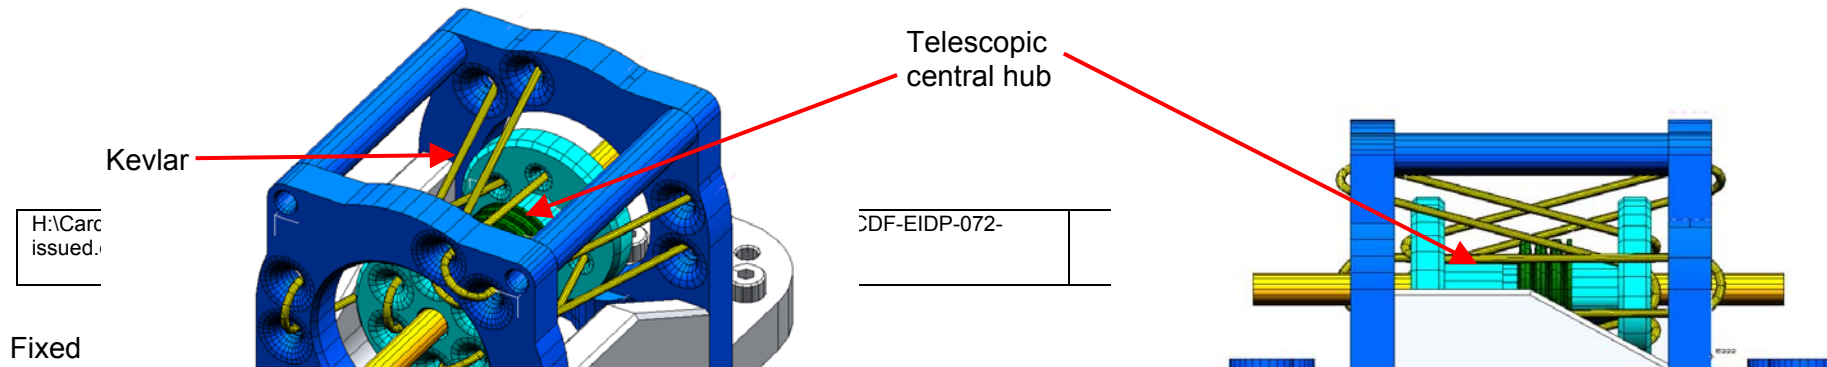 Telescopic
central hub
Kevlar
H:\Card
issued.
CDF-EIDP-072-
Fixed